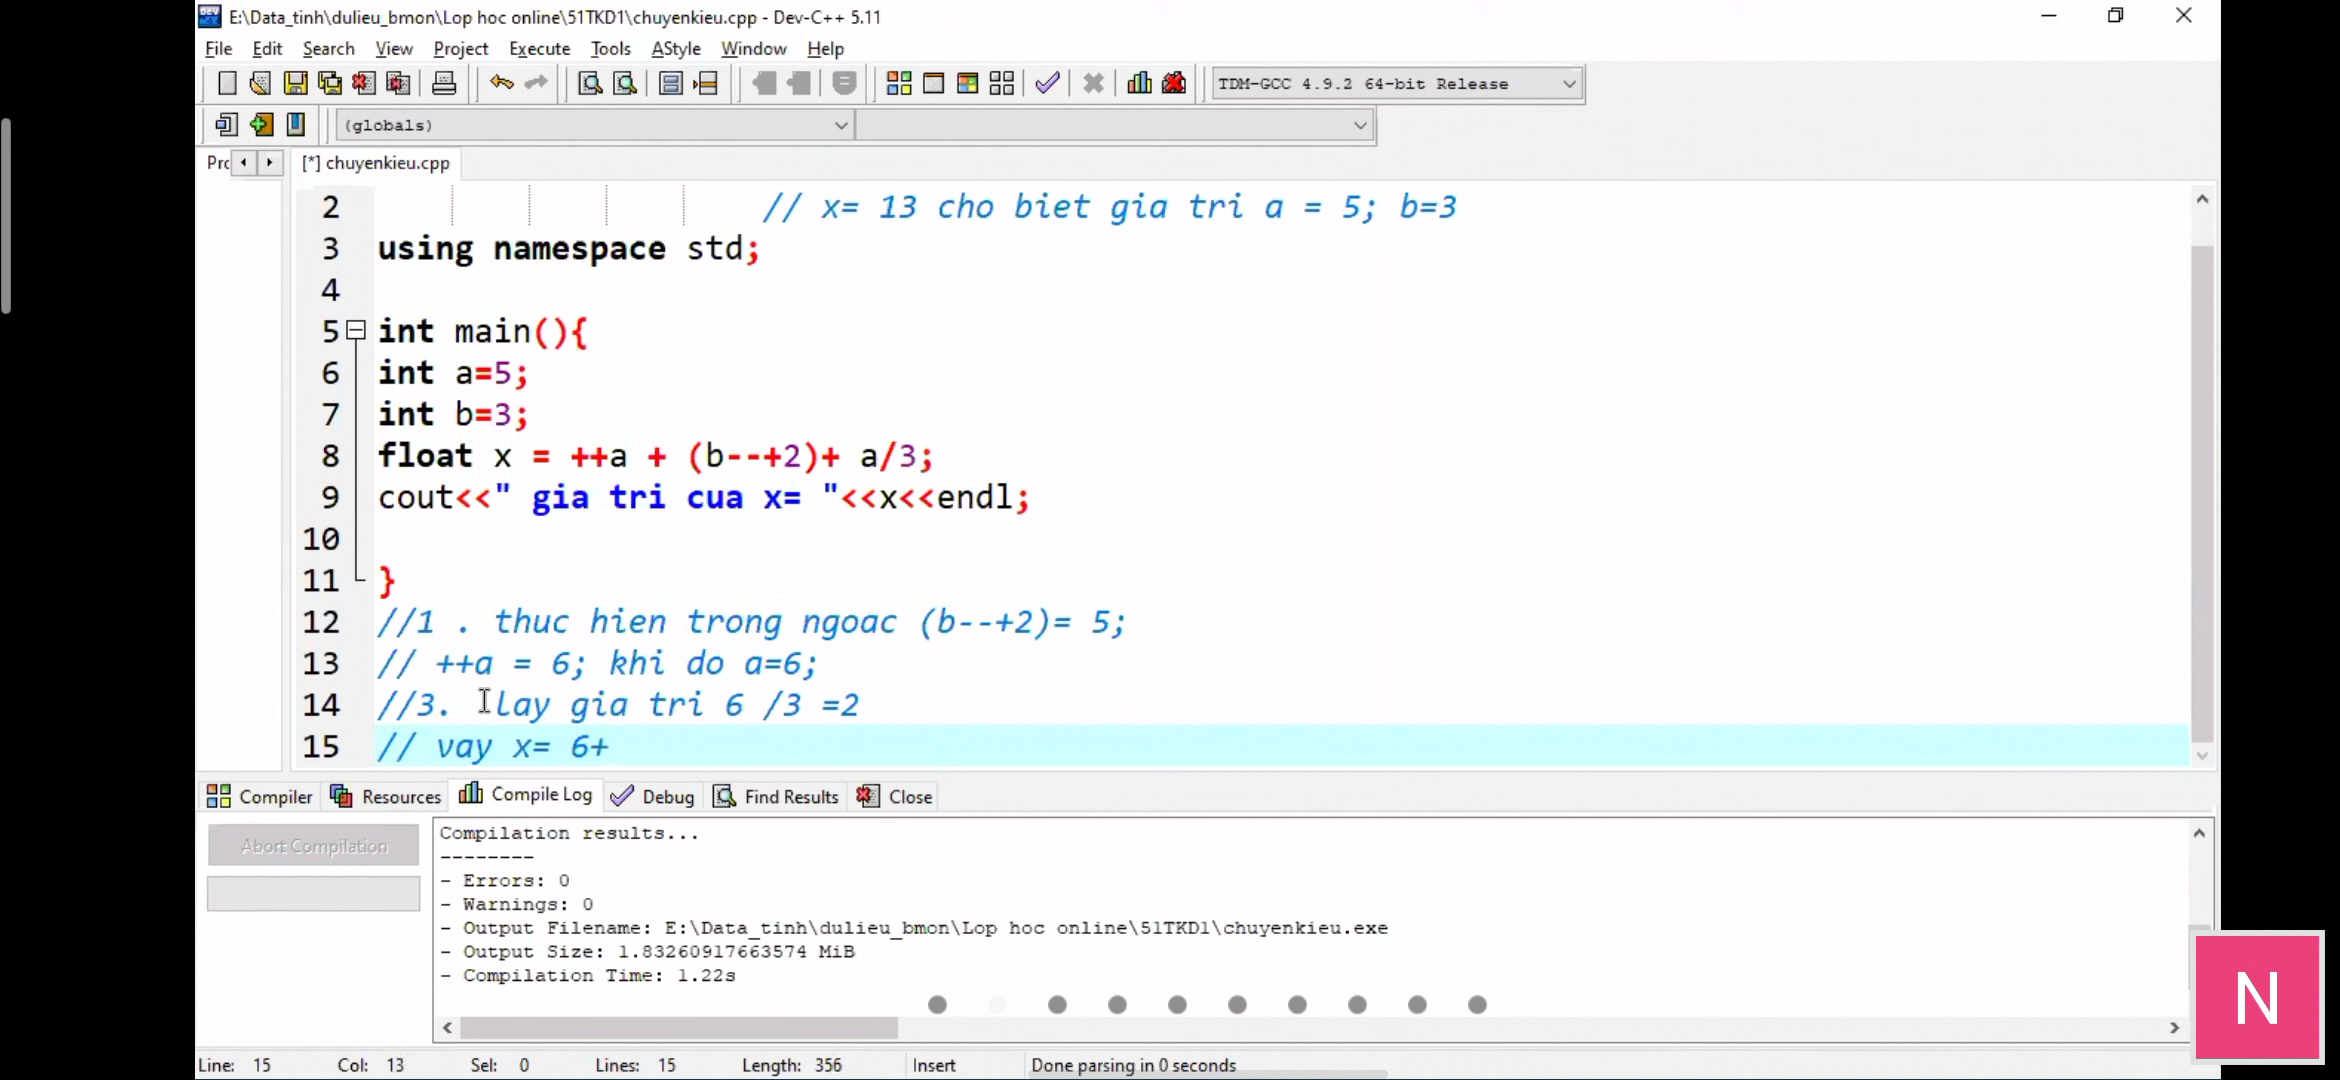 E:\Data_tinh\dulieu_bmon\Lop hoc online\51TKD1\chuyenkieu.cpp - Dev-C++ 5.11
File Edit Search View Project Execute Tools AStyle Window Help
TDM-GCC 4.9.2 64-bit Release
(globals)
Prc [*] chuyenkieu.cpp
2 // x= 13 cho biet gia tri a = 5; b=3
3 using namespace std;
4
5 int main(){
6 int a=5;
7 int b=3;
8 float x = ++a + (b--+2)+ a/3;
9 cout<<" gia tri cua x= "<<x<<endl;
10
11 }
12 //1 . thuc hien trong ngoac (b--+2)= 5;
13 // ++a = 6; khi do a=6;
14 //3. lay gia tri 6 /3 =2
15 // vay x= 6+
Compiler Resources Compile Log Debug Find Results Close
Abort Compilation
Compilation results...
--------
- Errors: 0
- Warnings: 0
- Output Filename: E:\Data_tinh\dulieu_bmon\Lop hoc online\51TKD1\chuyenkieu.exe
- Output Size: 1.83260917663574 MiB
- Compilation Time: 1.22s
N
Line: 15 Col: 13 Sel: 0 Lines: 15 Length: 356 Insert Done parsing in 0 seconds